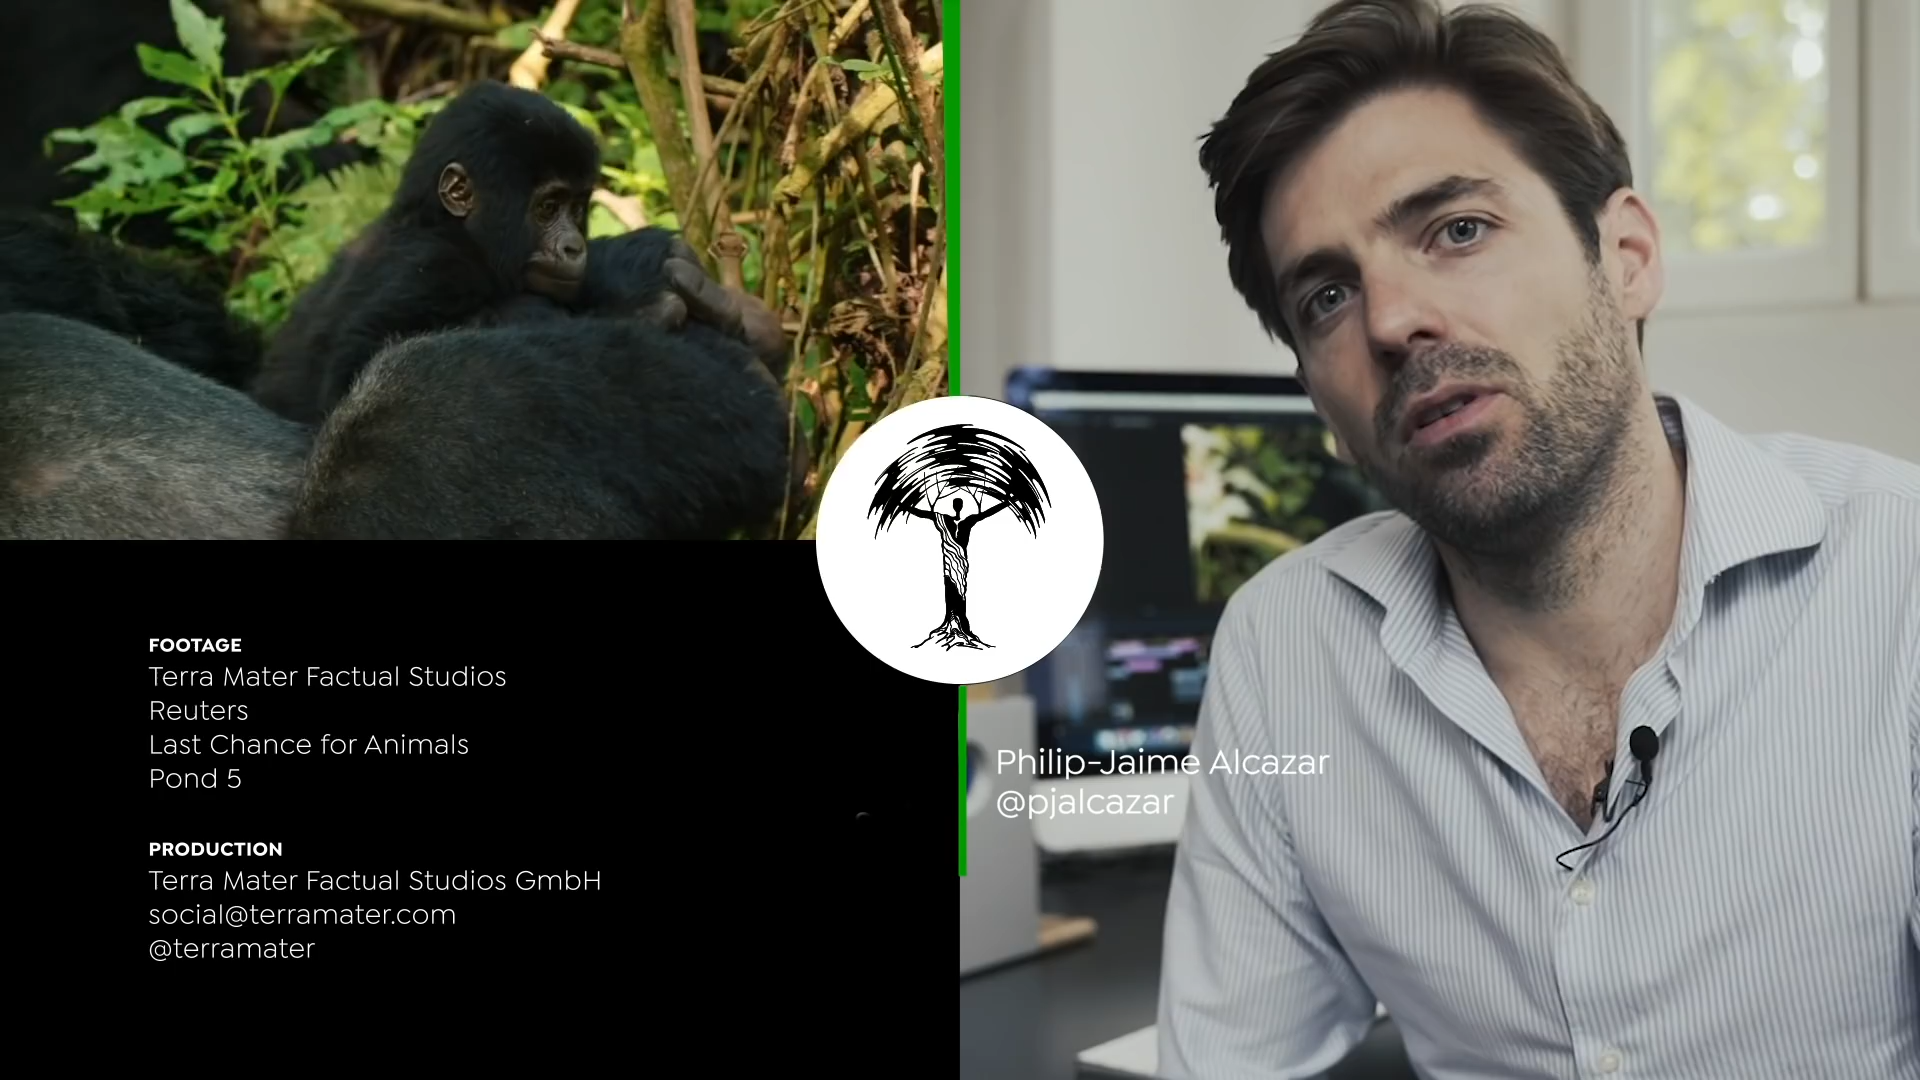 FOOTAGE
Terra Mater Factual Studios
Reuters
Last Chance for Animals
Pond 5
PRODUCTION
Terra Mater Factual Studios GmbH
social@terramater.com
@terramater
Philip-Jaime Alcazar
@pjalcazar